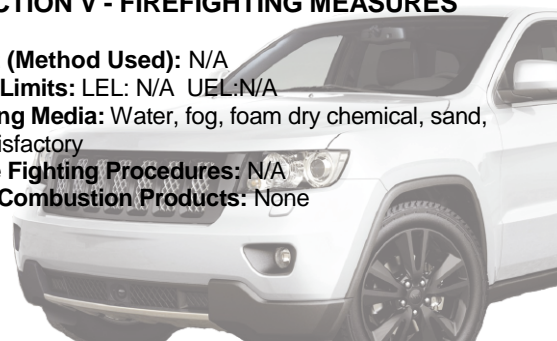 CTION V - FIREFIGHTING MEASURES
(Method Used): N/A
Limits: LEL: N/A UEL:N/A
ng Media: Water, fog, foam dry chemical, sand,
isfactory
e Fighting Procedures: N/A
Combustion Products: None